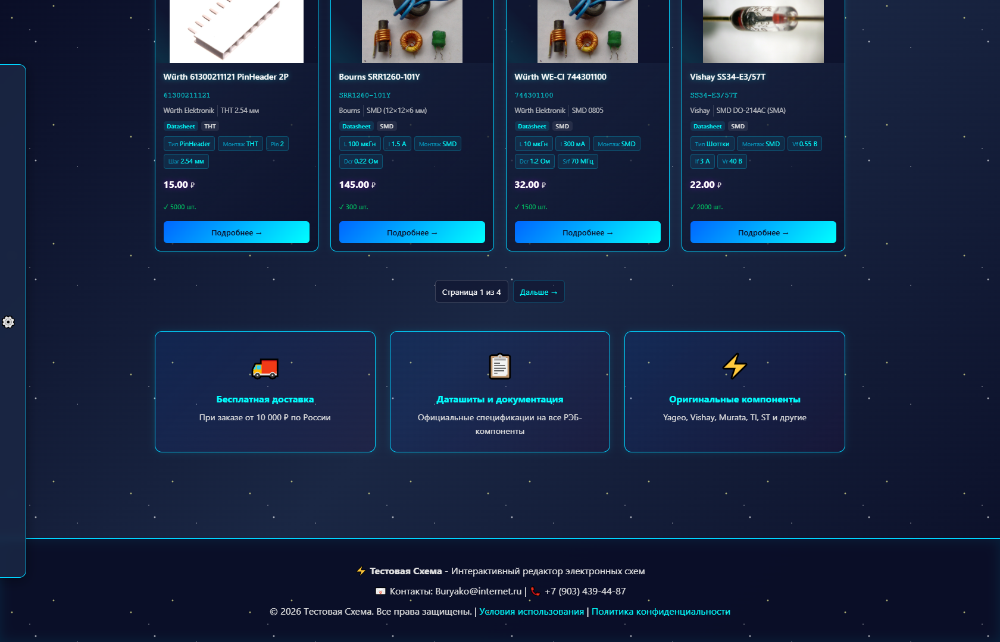 Würth 61300211121 PinHeader 2P
61300211121
Würth Elektronik | THT 2.54 мм
Datasheet THT
Тип PinHeader Монтаж THT Pin 2
Шаг 2.54 мм
15.00 ₽
✓ 5000 шт.
Подробнее →
Bourns SRR1260-101Y
SRR1260-101Y
Bourns | SMD (12×12×6 мм)
Datasheet SMD
L 100 мкГн I 1.5 А Монтаж SMD
Dcr 0.22 Ом
145.00 ₽
✓ 300 шт.
Подробнее →
Würth WE-CI 744301100
744301100
Würth Elektronik | SMD 0805
Datasheet SMD
L 10 мкГн I 300 мА Монтаж SMD
Dcr 1.2 Ом Srf 70 МГц
32.00 ₽
✓ 1500 шт.
Подробнее →
Vishay SS34-E3/57T
SS34-E3/57T
Vishay | SMD DO-214AC (SMA)
Datasheet SMD
Тип Шоттки Монтаж SMD Vf 0.55 В
If 3 А Vr 40 В
22.00 ₽
✓ 2000 шт.
Подробнее →
Страница 1 из 4 Дальше →
Бесплатная доставка
При заказе от 10 000 ₽ по России
Даташиты и документация
Официальные спецификации на все РЭБ-
компоненты
Оригинальные компоненты
Yageo, Vishay, Murata, TI, ST и другие
⚡ Тестовая Схема - Интерактивный редактор электронных схем
📧 Контакты: Buryako@internet.ru | 📞 +7 (903) 439-44-87
© 2026 Тестовая Схема. Все права защищены. | Условия использования | Политика конфиденциальности